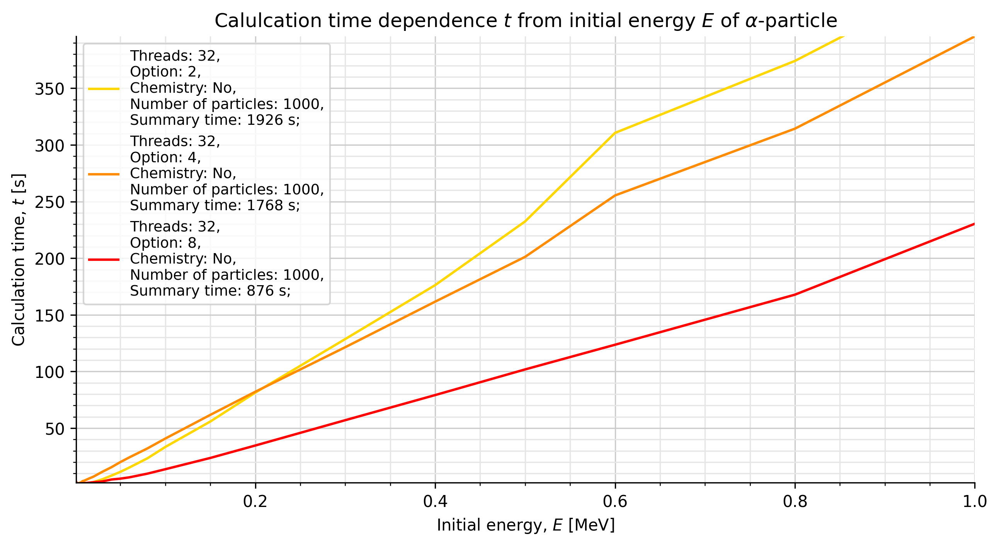 Calulcation time dependence t from initial energy E of α-particle
Threads: 32,
Option: 2,
Chemistry: No,
Number of particles: 1000,
Summary time: 1926 s;
Threads: 32,
Option: 4,
Chemistry: No,
Number of particles: 1000,
Summary time: 1768 s;
Threads: 32,
Option: 8,
Chemistry: No,
Number of particles: 1000,
Summary time: 876 s;
Calculation time, t [s]
350
300
250
200
150
100
50
0.2
0.4
0.6
0.8
1.0
Initial energy, E [MeV]